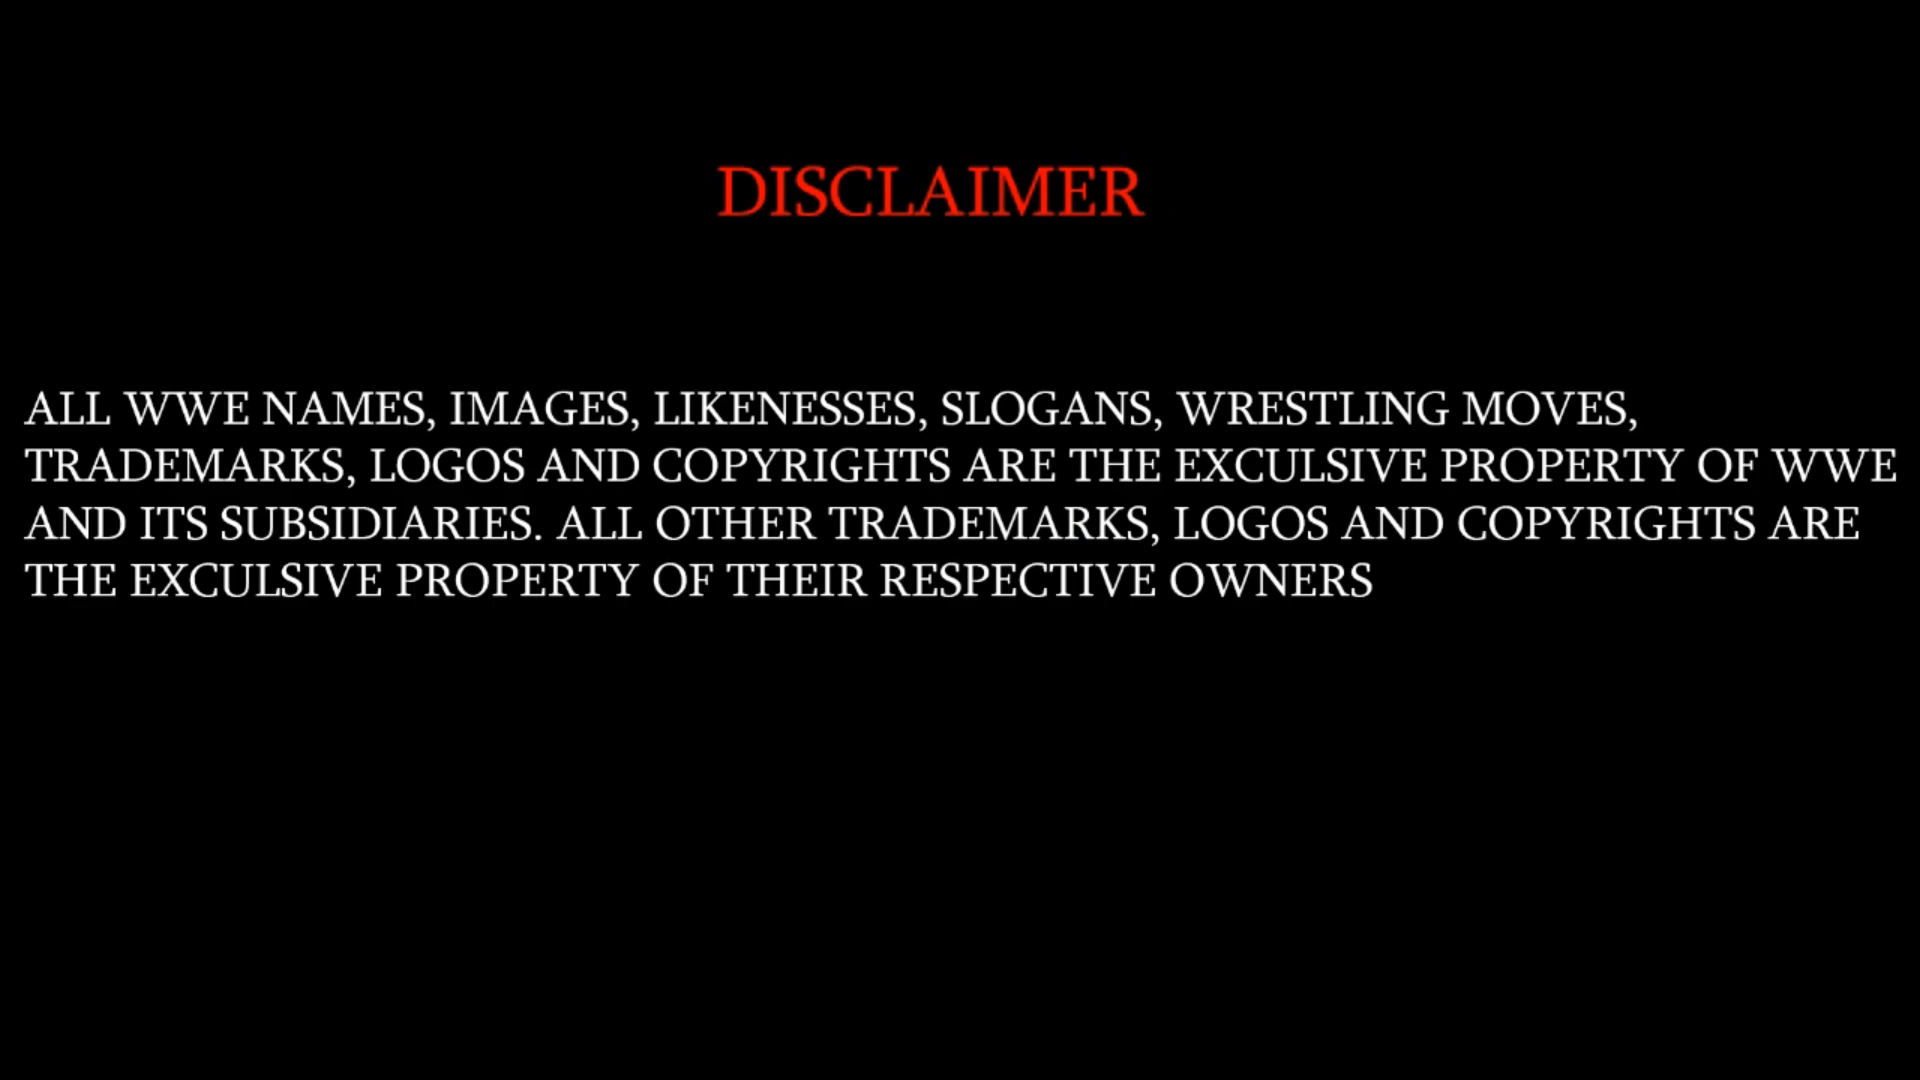 DISCLAIMER
ALL WWE NAMES, IMAGES, LIKENESSES, SLOGANS, WRESTLING MOVES,
TRADEMARKS, LOGOS AND COPYRIGHTS ARE THE EXCULSIVE PROPERTY OF WWE
AND ITS SUBSIDIARIES. ALL OTHER TRADEMARKS, LOGOS AND COPYRIGHTS ARE
THE EXCULSIVE PROPERTY OF THEIR RESPECTIVE OWNERS